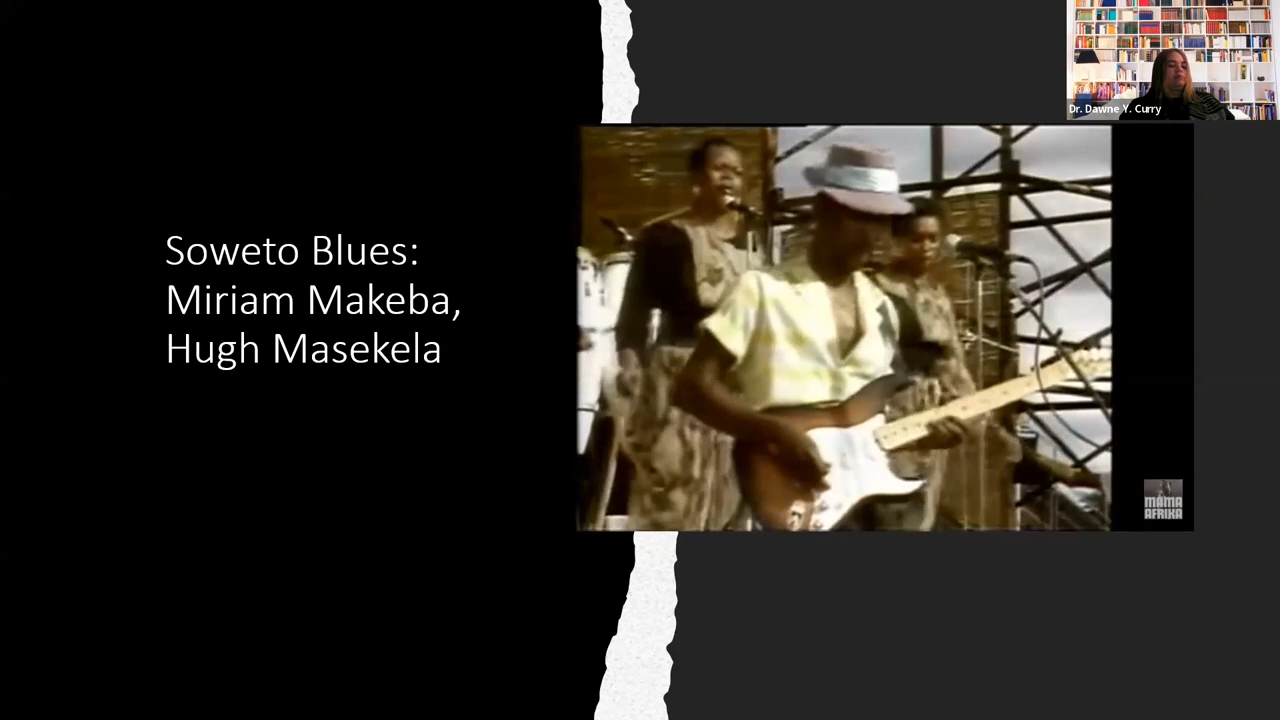 Soweto Blues:
Miriam Makeba,
Hugh Masekela
Dr. Dawne Y. Curry
MAMA
AFRIKA